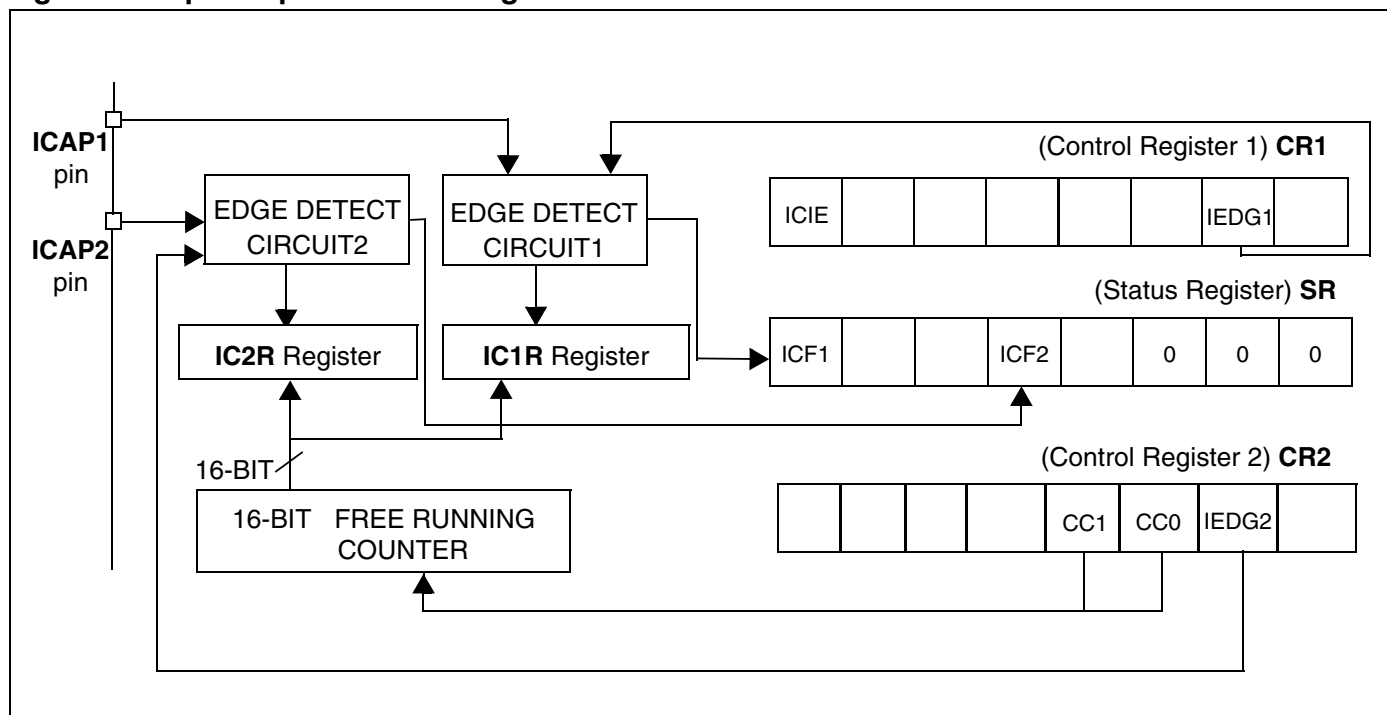 ICAP1
pin
ICAP2
pin
EDGE DETECT
CIRCUIT2
EDGE DETECT
CIRCUIT1
IC2R Register
IC1R Register
16-BIT
16-BIT FREE RUNNING
COUNTER
(Control Register 1) CR1
ICIE
IEDG1
(Status Register) SR
ICF1
ICF2
0
0
0
(Control Register 2) CR2
CC1
CC0
IEDG2